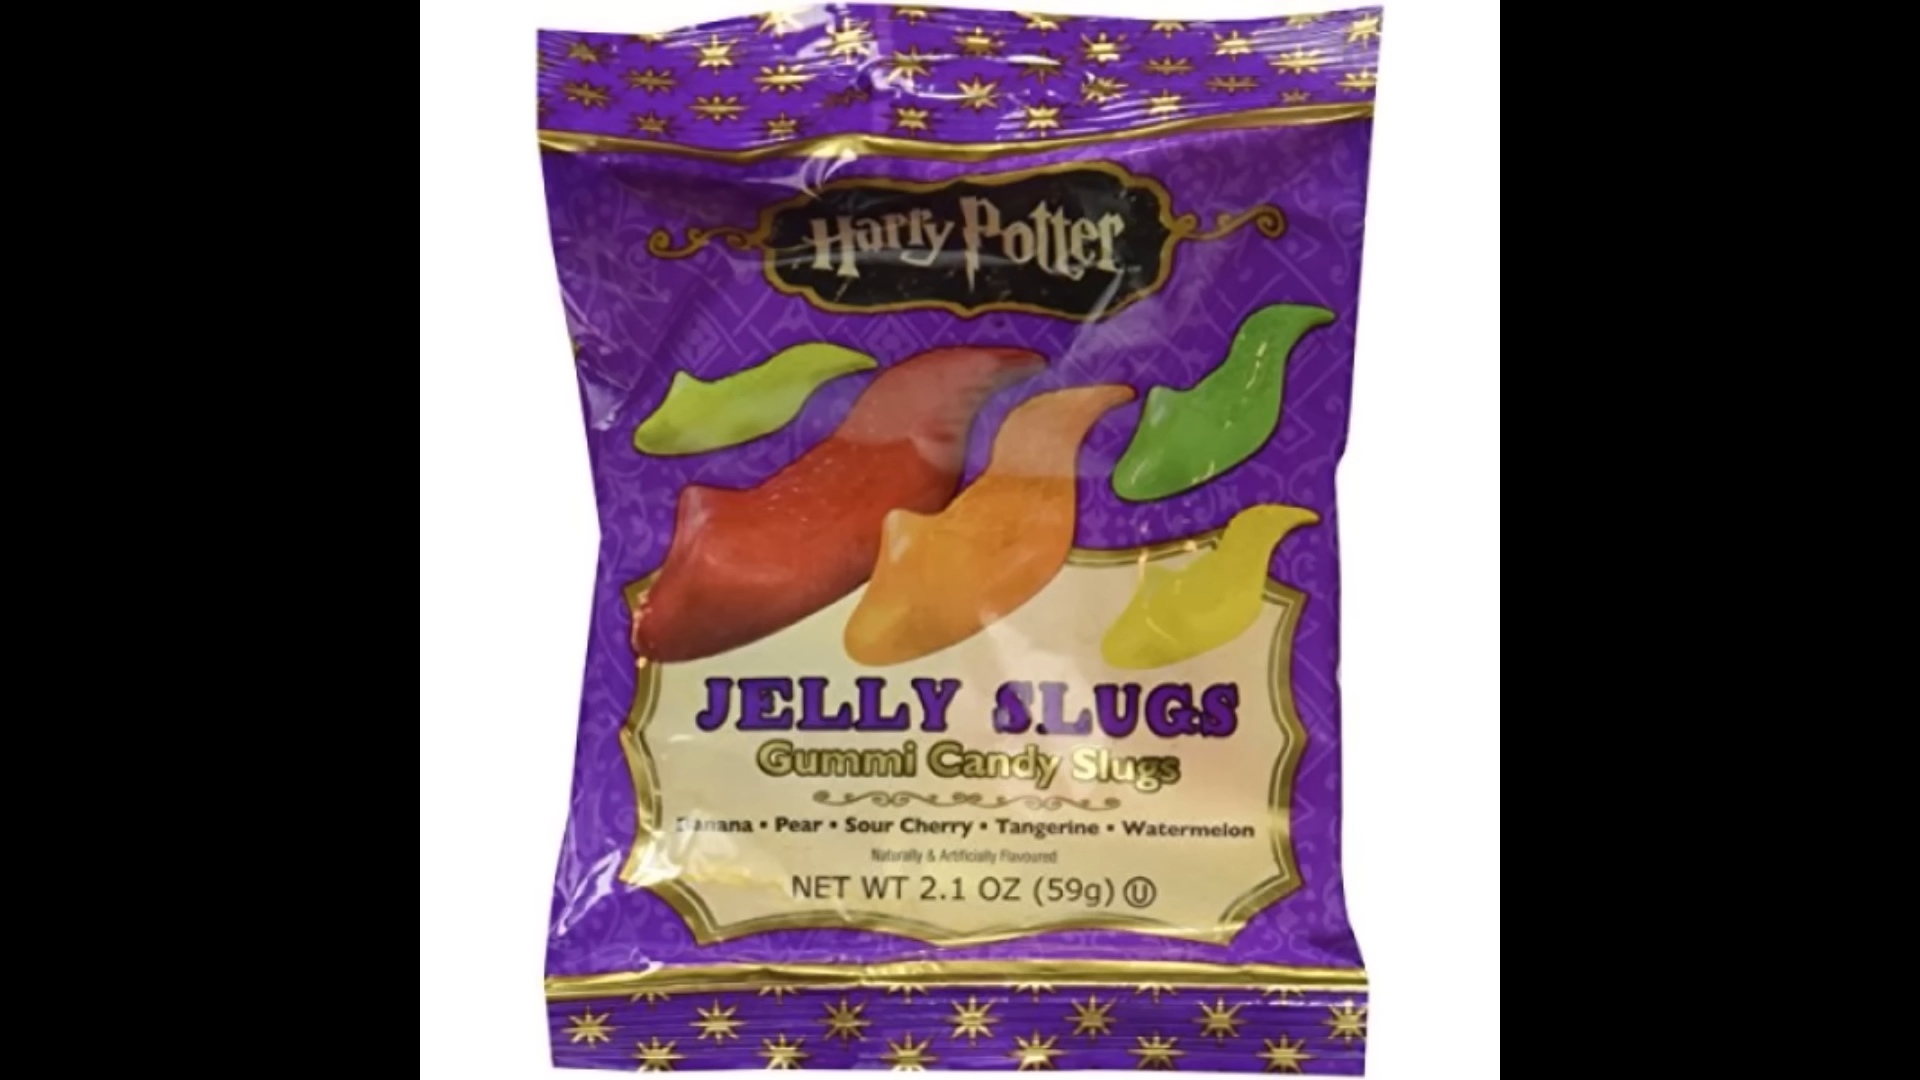 Harry Potter
JELLY SLUGS
Gummi Candy Slugs
Banana • Pear • Sour Cherry • Tangerine • Watermelon
Naturally & Artificially Flavoured
NET WT 2.1 OZ (59g) Ⓤ